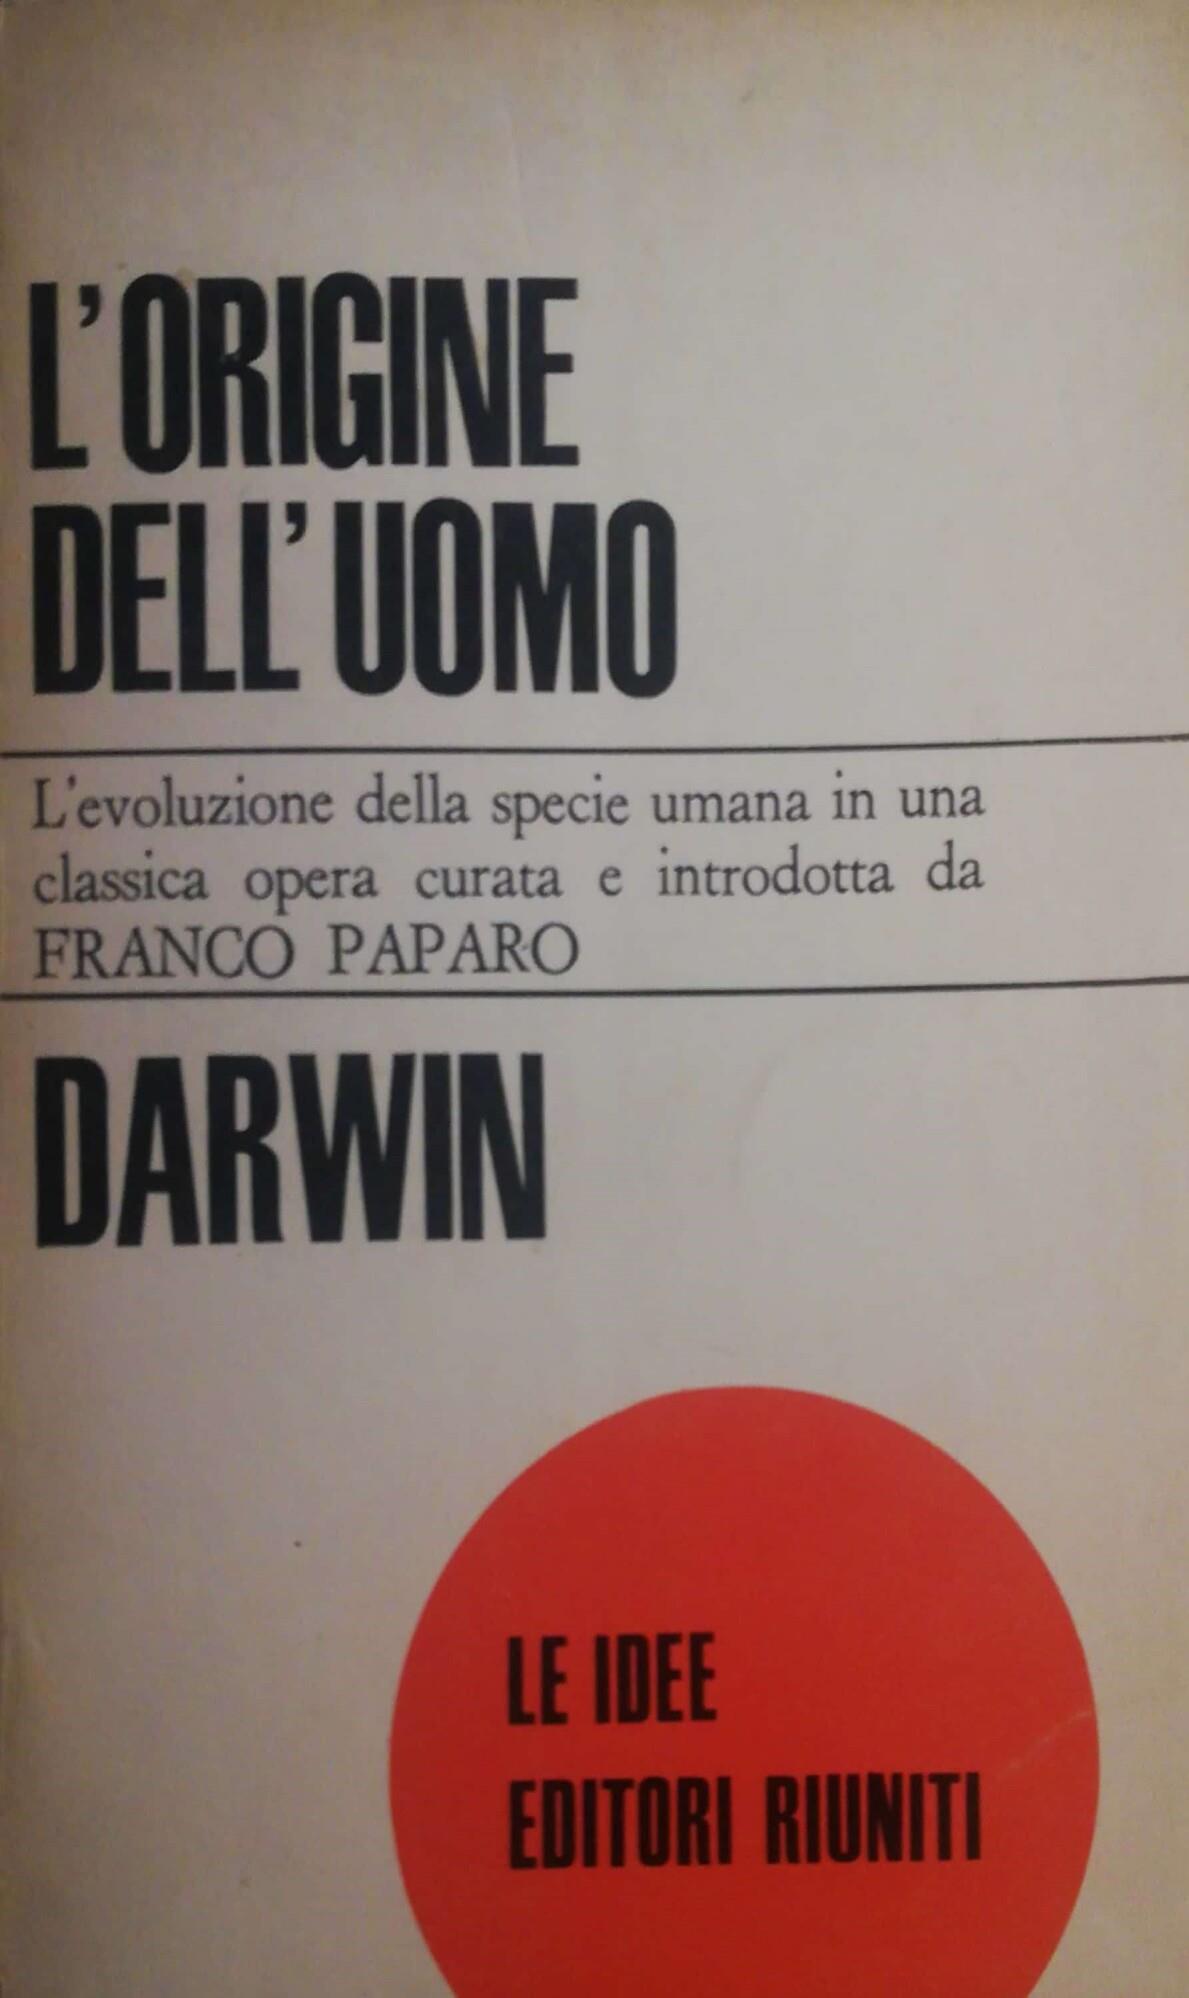 L'ORIGINE
DELL'UOMO
L'evoluzione della specie umana in una
classica opera curata e introdotta da
FRANCO PAPARO
DARWIN
LE IDEE
EDITORI RIUNITI